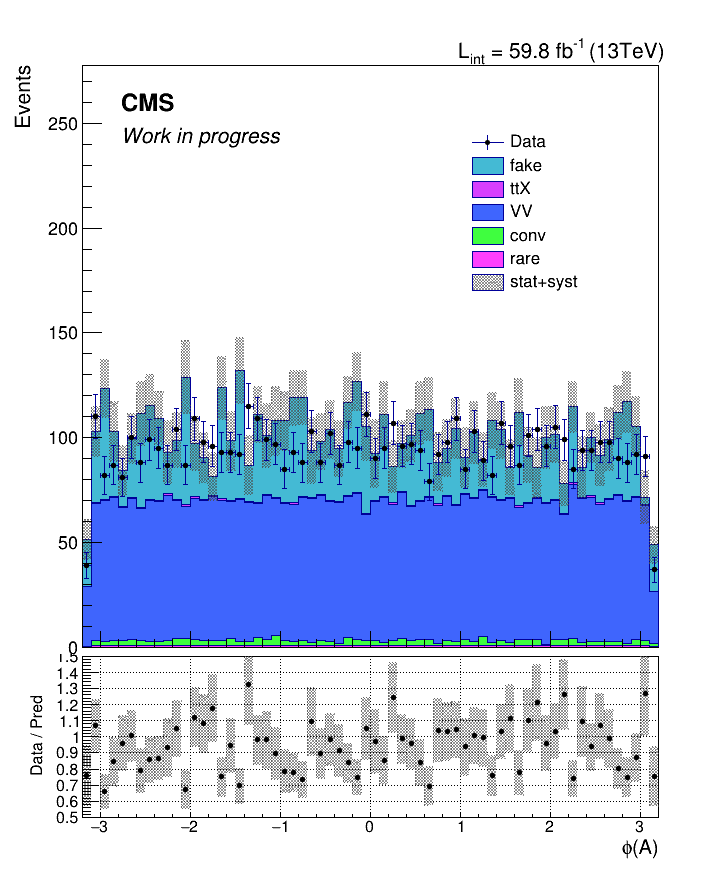 L_int = 59.8 fb^-1 (13TeV)
Events
CMS
Work in progress
250
200
150
100
50
0
Data
fake
ttX
VV
conv
rare
stat+syst
Data / Pred
1.5
1.4
1.3
1.2
1.1
1
0.9
0.8
0.7
0.6
0.5
−3 −2 −1 0 1 2 3
ϕ(A)